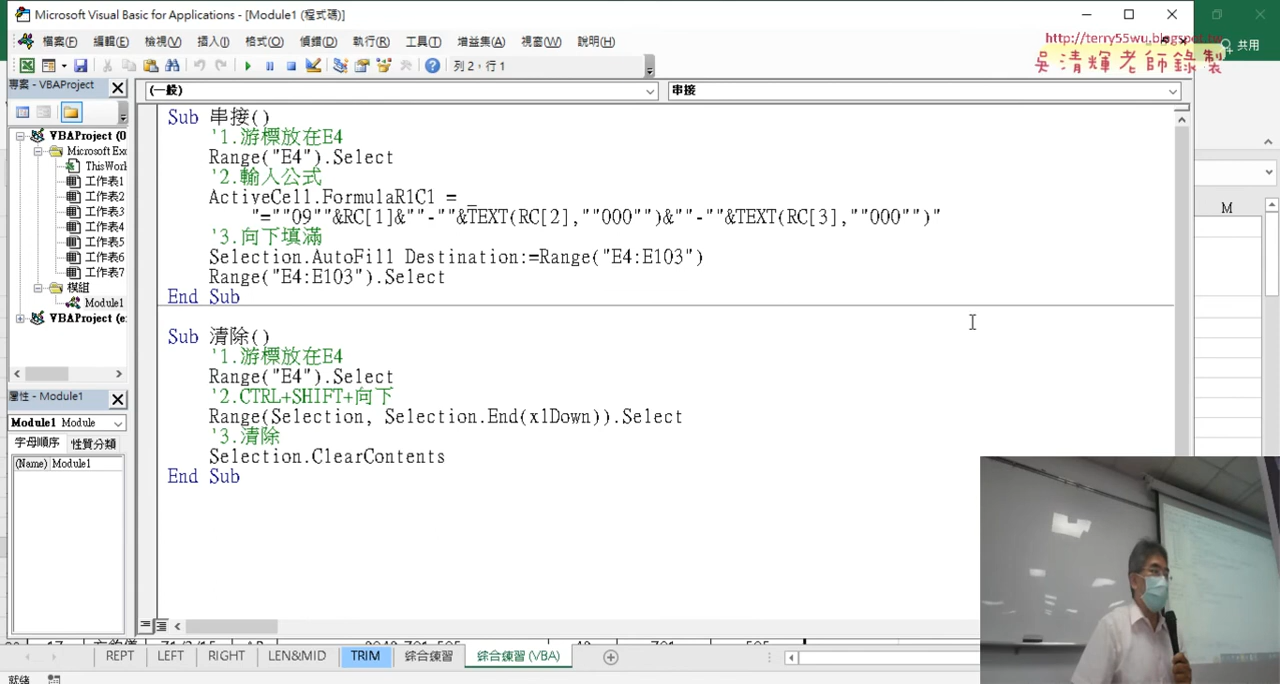 Microsoft Visual Basic for Applications - [Module1 (程式碼)]
檔案(F) 編輯(E) 檢視(V) 插入(I) 格式(O) 偵錯(D) 執行(R) 工具(T) 增益集(A) 視窗(W) 說明(H)
http://terry55wu.blogspot.tw
吳清輝老師錄製
共用
列 2, 行 1
專案 - VBAProject
(一般)
串接
VBAProject (0
Microsoft Exc
ThisWork
工作表1
工作表2
工作表3
工作表4
工作表5
工作表6
工作表7
模組
Module1
VBAProject (e
屬性 - Module1
Module1 Module
字母順序 性質分類
(Name) Module1
Sub 串接()
'1.游標放在E4
Range("E4").Select
'2.輸入公式
ActiveCell.FormulaR1C1 = _
"=""09""&RC[1]&""-""&TEXT(RC[2],""000"")&""-""&TEXT(RC[3],""000"")"
'3.向下填滿
Selection.AutoFill Destination:=Range("E4:E103")
Range("E4:E103").Select
End Sub
Sub 清除()
'1.游標放在E4
Range("E4").Select
'2.CTRL+SHIFT+向下
Range(Selection, Selection.End(xlDown)).Select
'3.清除
Selection.ClearContents
End Sub
M
REPT LEFT RIGHT LEN&MID TRIM 綜合練習 綜合練習 (VBA)
就緒